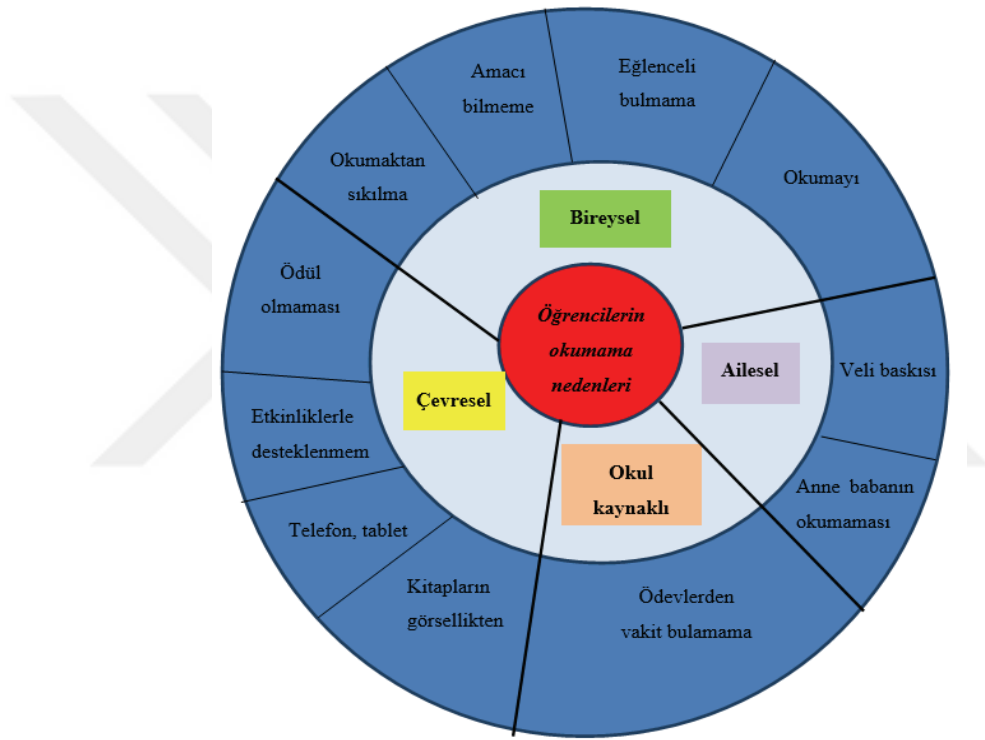 Amacı
bilmeme
Eğlenceli
bulmama
Okumaktan
sıkılma
Okumayı
Bireysel
Ödül
olmaması
Öğrencilerin
okumama
nedenleri
Ailesel
Veli baskısı
Çevresel
Etkinliklerle
desteklenmem
Okul
kaynaklı
Anne babanın
okumaması
Telefon, tablet
Kitapların
görsellikten
Ödevlerden
vakit bulamama